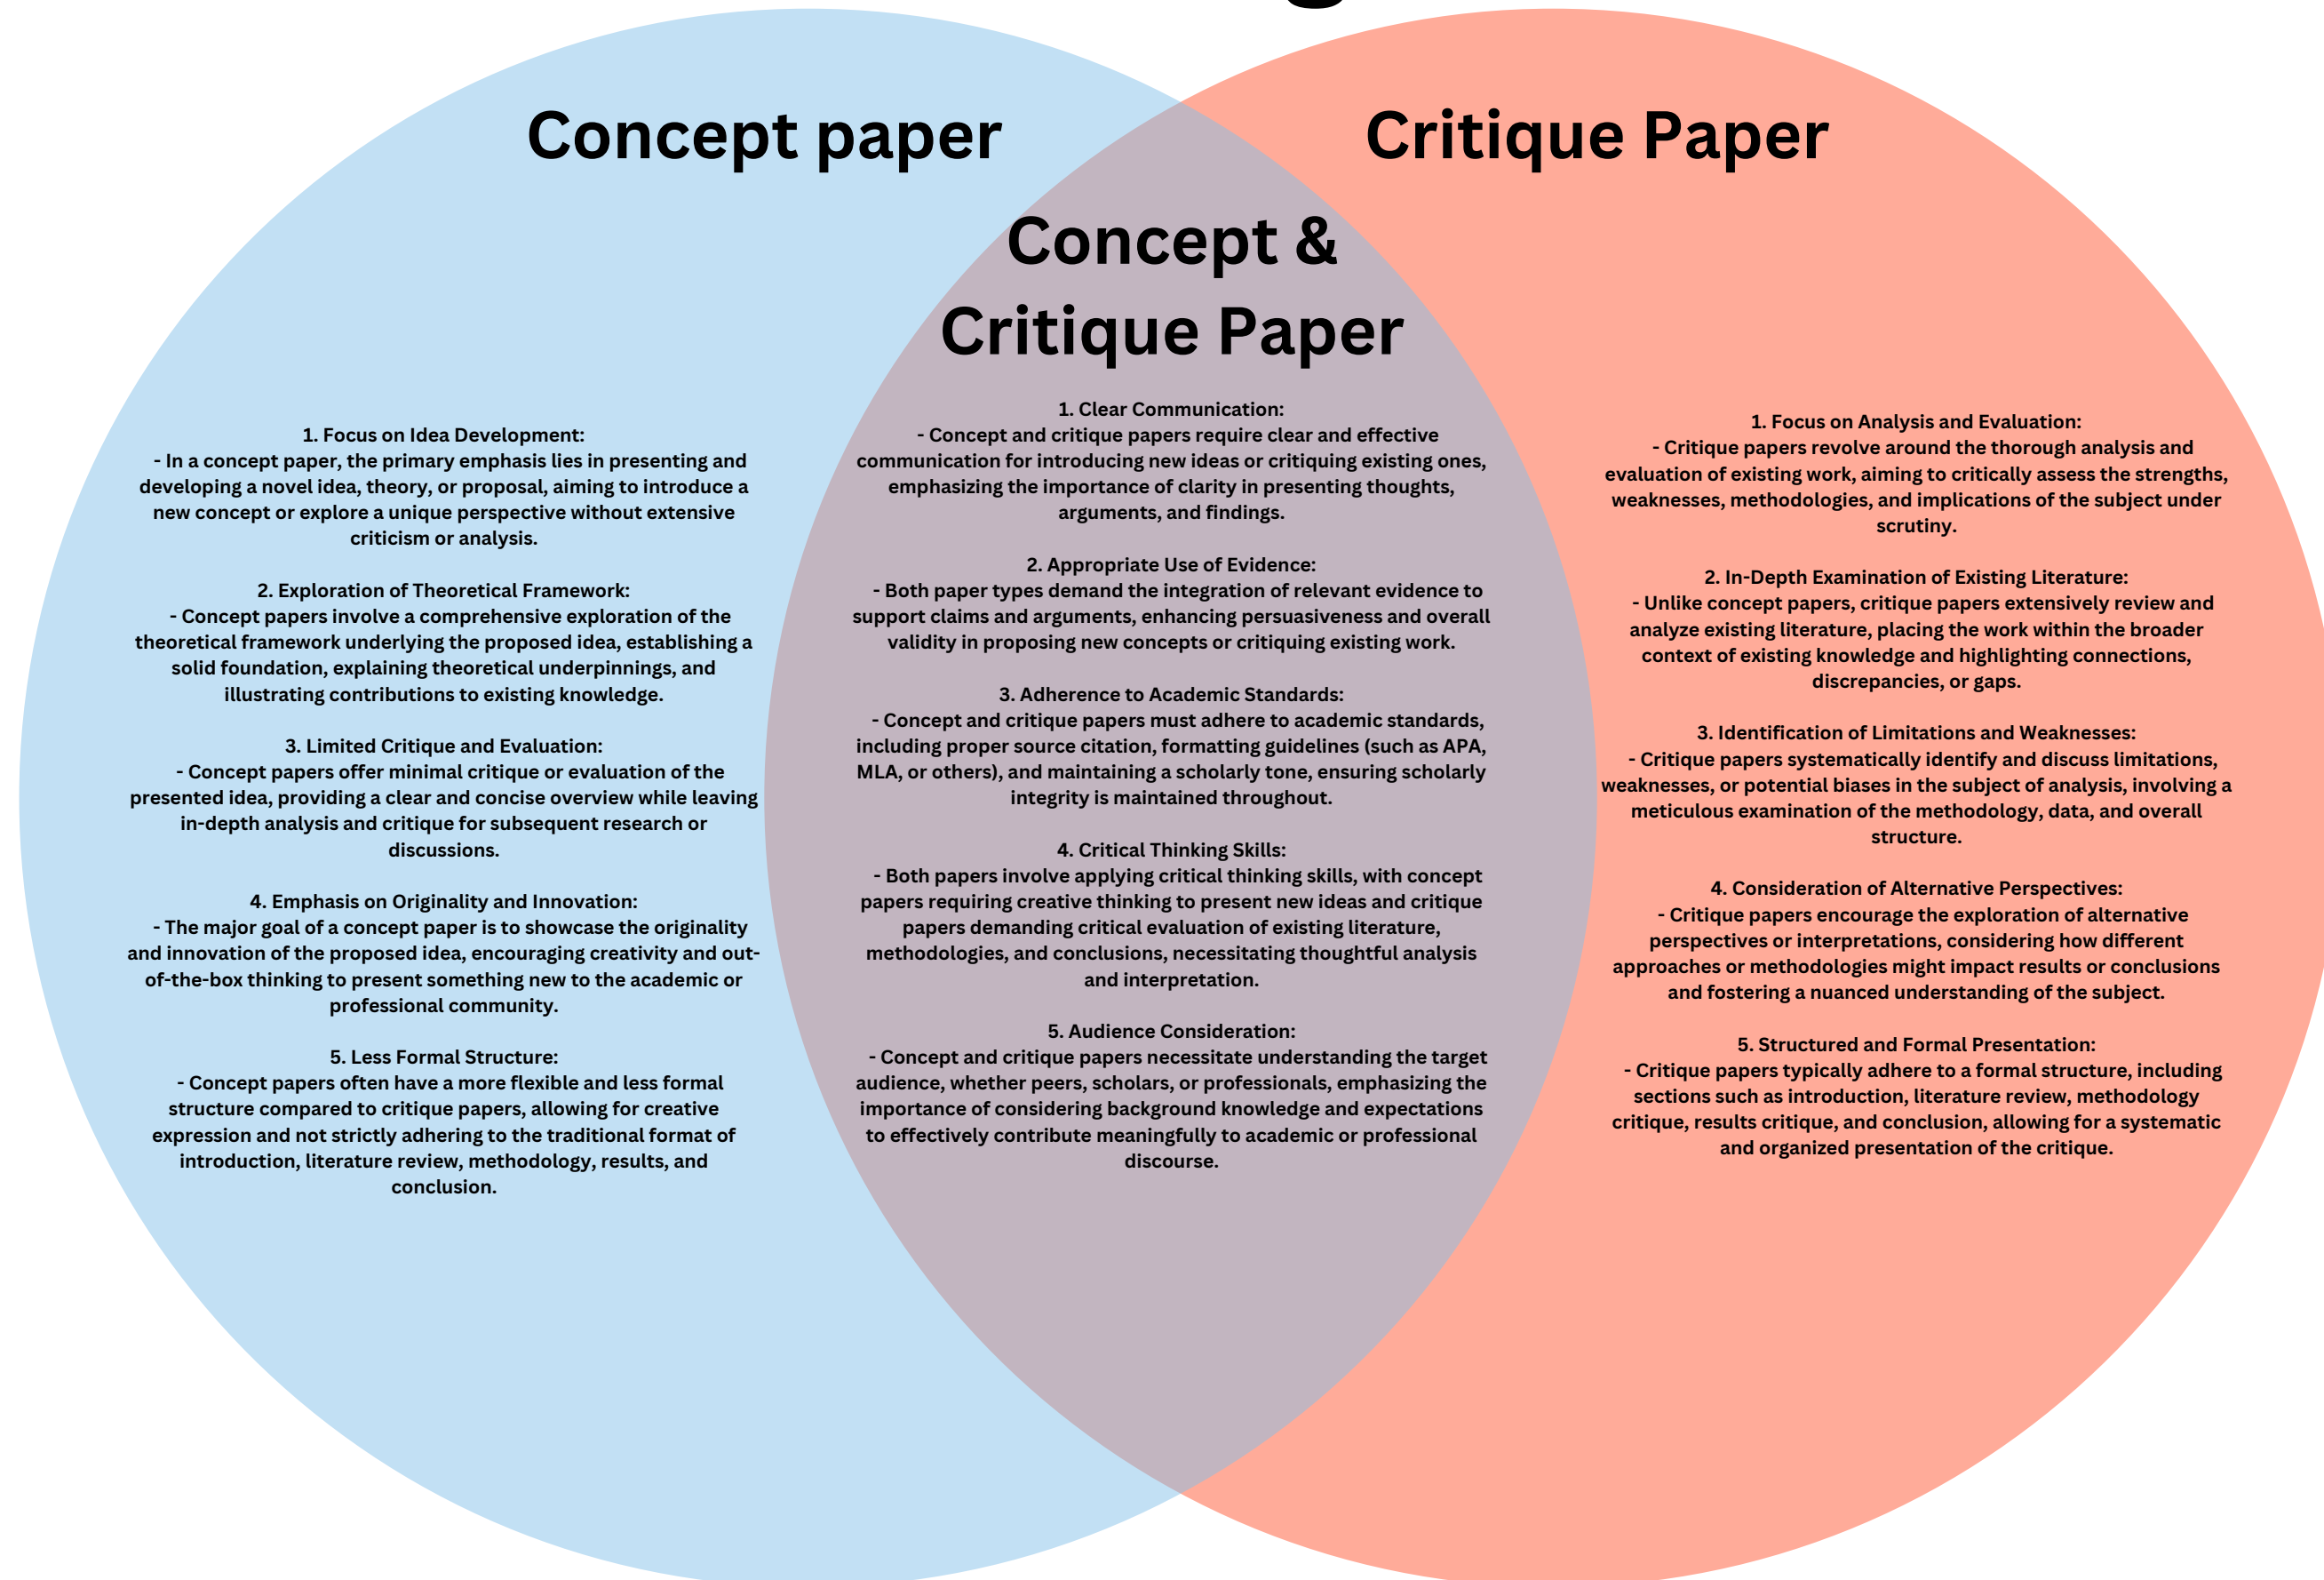 Concept paper
Critique Paper
Concept &
Critique Paper
1. Focus on Idea Development:
- In a concept paper, the primary emphasis lies in presenting and
developing a novel idea, theory, or proposal, aiming to introduce a
new concept or explore a unique perspective without extensive
criticism or analysis.
2. Exploration of Theoretical Framework:
- Concept papers involve a comprehensive exploration of the
theoretical framework underlying the proposed idea, establishing a
solid foundation, explaining theoretical underpinnings, and
illustrating contributions to existing knowledge.
3. Limited Critique and Evaluation:
- Concept papers offer minimal critique or evaluation of the
presented idea, providing a clear and concise overview while leaving
in-depth analysis and critique for subsequent research or
discussions.
4. Emphasis on Originality and Innovation:
- The major goal of a concept paper is to showcase the originality
and innovation of the proposed idea, encouraging creativity and out-
of-the-box thinking to present something new to the academic or
professional community.
5. Less Formal Structure:
- Concept papers often have a more flexible and less formal
structure compared to critique papers, allowing for creative
expression and not strictly adhering to the traditional format of
introduction, literature review, methodology, results, and
conclusion.
1. Clear Communication:
- Concept and critique papers require clear and effective
communication for introducing new ideas or critiquing existing ones,
emphasizing the importance of clarity in presenting thoughts,
arguments, and findings.
2. Appropriate Use of Evidence:
- Both paper types demand the integration of relevant evidence to
support claims and arguments, enhancing persuasiveness and overall
validity in proposing new concepts or critiquing existing work.
3. Adherence to Academic Standards:
- Concept and critique papers must adhere to academic standards,
including proper source citation, formatting guidelines (such as APA,
MLA, or others), and maintaining a scholarly tone, ensuring scholarly
integrity is maintained throughout.
4. Critical Thinking Skills:
- Both papers involve applying critical thinking skills, with concept
papers requiring creative thinking to present new ideas and critique
papers demanding critical evaluation of existing literature,
methodologies, and conclusions, necessitating thoughtful analysis
and interpretation.
5. Audience Consideration:
- Concept and critique papers necessitate understanding the target
audience, whether peers, scholars, or professionals, emphasizing the
importance of considering background knowledge and expectations
to effectively contribute meaningfully to academic or professional
discourse.
1. Focus on Analysis and Evaluation:
- Critique papers revolve around the thorough analysis and
evaluation of existing work, aiming to critically assess the strengths,
weaknesses, methodologies, and implications of the subject under
scrutiny.
2. In-Depth Examination of Existing Literature:
- Unlike concept papers, critique papers extensively review and
analyze existing literature, placing the work within the broader
context of existing knowledge and highlighting connections,
discrepancies, or gaps.
3. Identification of Limitations and Weaknesses:
- Critique papers systematically identify and discuss limitations,
weaknesses, or potential biases in the subject of analysis, involving a
meticulous examination of the methodology, data, and overall
structure.
4. Consideration of Alternative Perspectives:
- Critique papers encourage the exploration of alternative
perspectives or interpretations, considering how different
approaches or methodologies might impact results or conclusions
and fostering a nuanced understanding of the subject.
5. Structured and Formal Presentation:
- Critique papers typically adhere to a formal structure, including
sections such as introduction, literature review, methodology
critique, results critique, and conclusion, allowing for a systematic
and organized presentation of the critique.